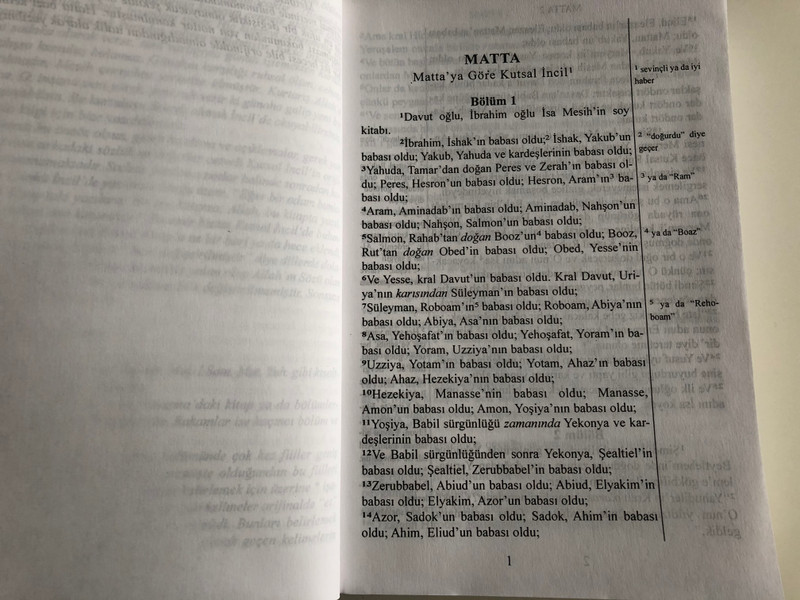 MATTA
Matta'ya Göre Kutsal İncil¹
Bölüm 1
¹Davut oğlu, İbrahim oğlu İsa Mesih'in soy
kitabı.
²İbrahim, İshak'ın babası oldu;² İshak, Yakub'un
babası oldu; Yakub, Yahuda ve kardeşlerinin babası oldu;
³Yahuda, Tamar'dan doğan Peres ve Zerah'ın babası ol-
du; Peres, Hesron'un babası oldu; Hesron, Aram'ın³ ba-
bası oldu;
⁴Aram, Aminadab'ın babası oldu; Aminadab, Nahşon'un
babası oldu; Nahşon, Salmon'un babası oldu;
⁵Salmon, Rahab'tan doğan Booz'un⁴ babası oldu; Booz,
Rut'tan doğan Obed'in babası oldu; Obed, Yesse'nin
babası oldu;
⁶Ve Yesse, kral Davut'un babası oldu. Kral Davut, Uri-
ya'nın karısından Süleyman'ın babası oldu;
⁷Süleyman, Roboam'ın⁵ babası oldu; Roboam, Abiya'nın
babası oldu; Abiya, Asa'nın babası oldu;
⁸Asa, Yehoşafat'ın babası oldu; Yehoşafat, Yoram'ın ba-
bası oldu; Yoram, Uzziya'nın babası oldu;
⁹Uzziya, Yotam'ın babası oldu; Yotam, Ahaz'ın babası
oldu; Ahaz, Hezekiya'nın babası oldu;
¹⁰Hezekiya, Manasse'nin babası oldu; Manasse,
Amon'un babası oldu; Amon, Yoşiya'nın babası oldu;
¹¹Yoşiya, Babil sürgünlüğü zamanında Yekonya ve kar-
deşlerinin babası oldu;
¹²Ve Babil sürgünlüğünden sonra Yekonya, Şealtiel'in
babası oldu; Şealtiel, Zerubbabel'in babası oldu;
¹³Zerubbabel, Abiud'un babası oldu; Abiud, Elyakim'in
babası oldu; Elyakim, Azor'un babası oldu;
¹⁴Azor, Sadok'un babası oldu; Sadok, Ahim'in babası
oldu; Ahim, Eliud'un babası oldu;
¹ sevinçli ya da iyi
haber
² "doğurdu" diye
geçer
³ ya da "Ram"
⁴ ya da "Boaz"
⁵ ya da "Reho-
boam"
1